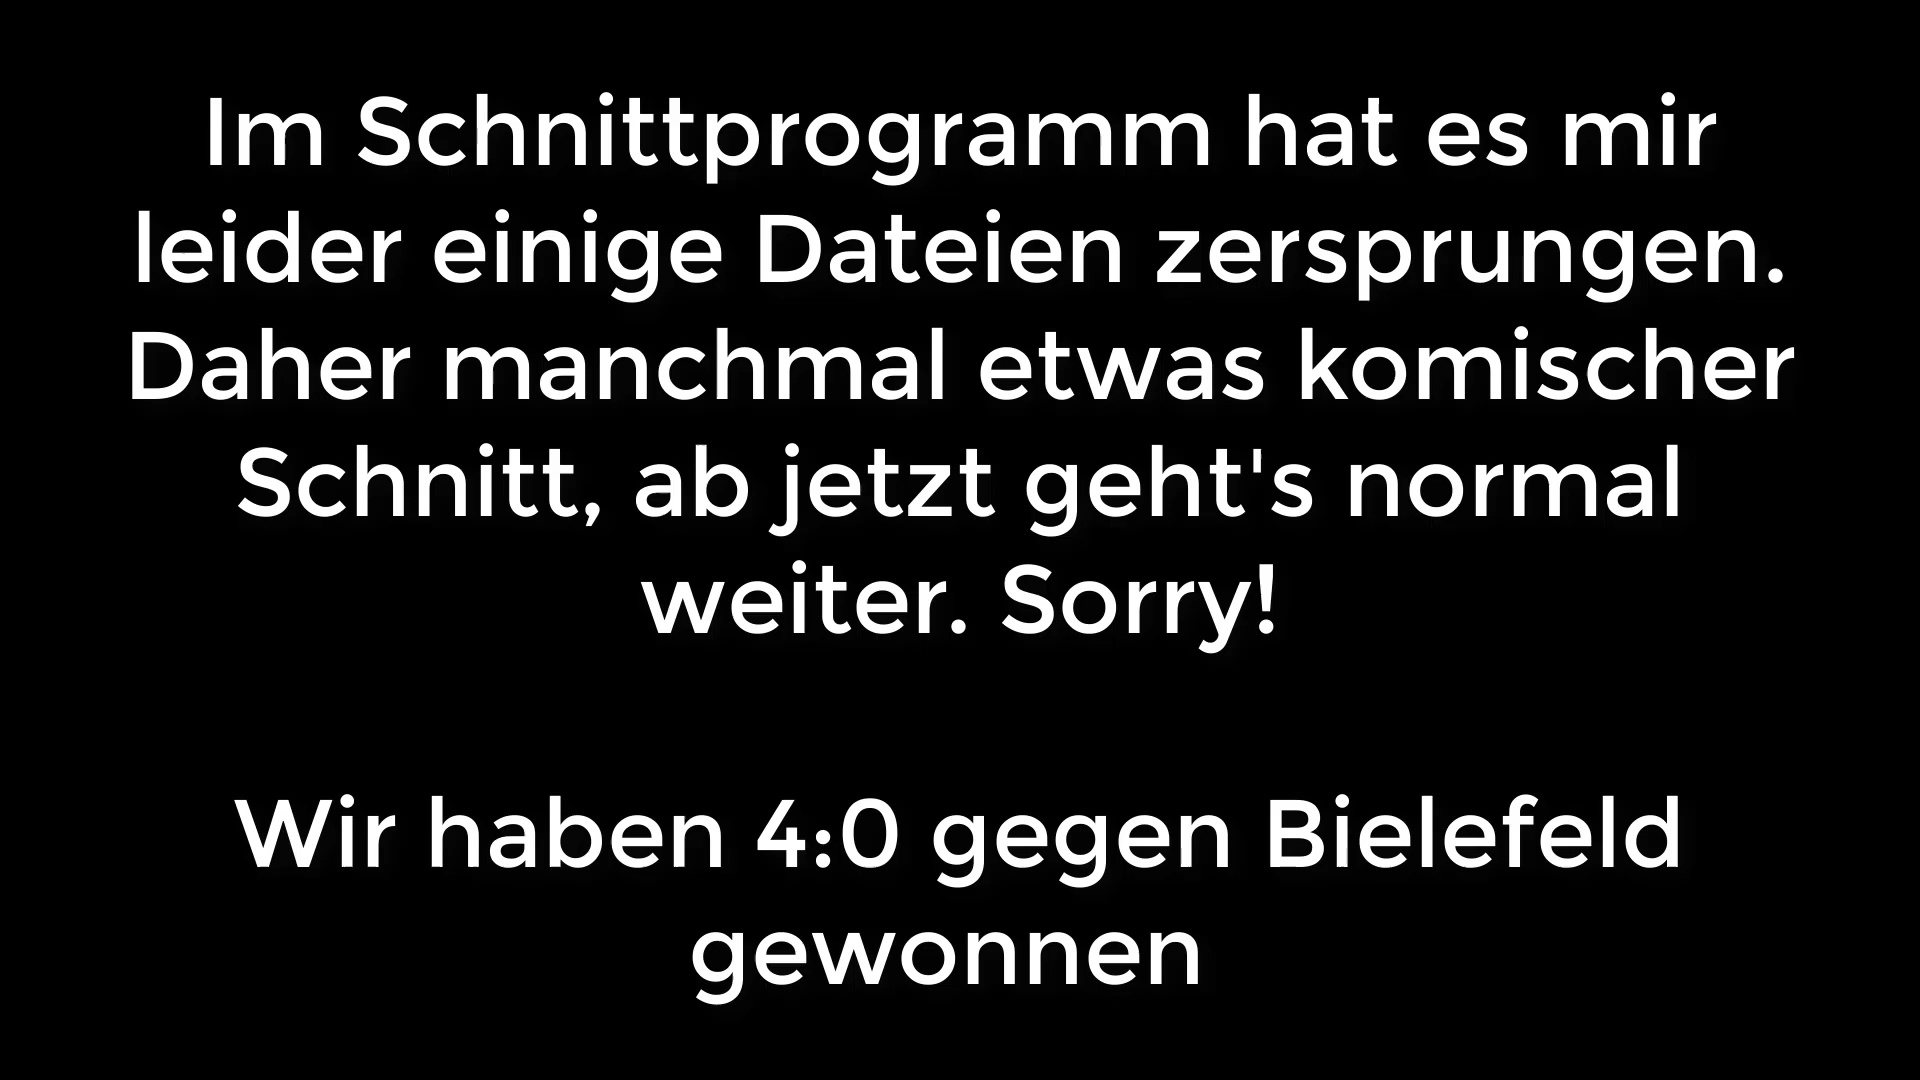 Im Schnittprogramm hat es mir
leider einige Dateien zersprungen.
Daher manchmal etwas komischer
Schnitt, ab jetzt geht's normal
weiter. Sorry!
Wir haben 4:0 gegen Bielefeld
gewonnen